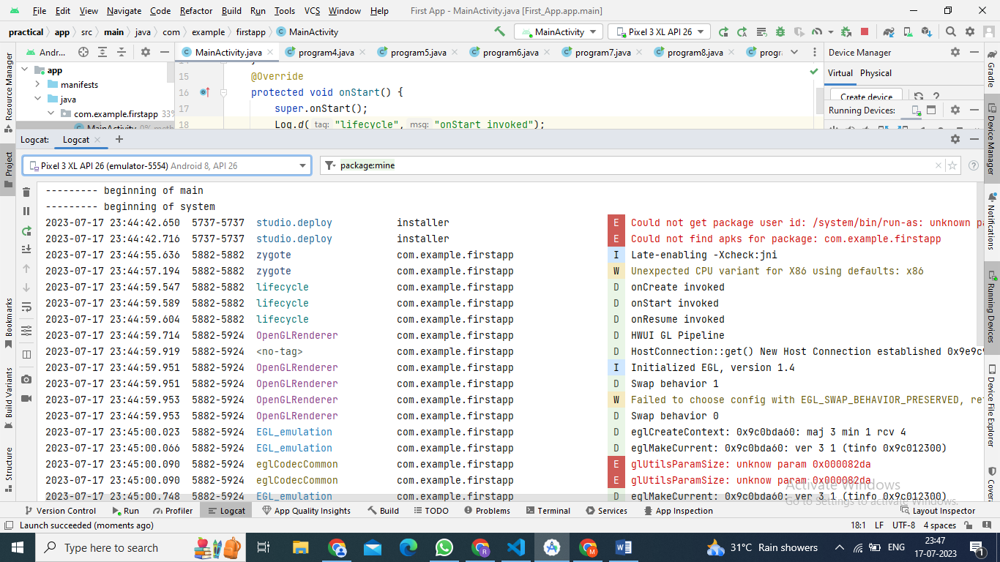 File Edit View Navigate Code Refactor Build Run Tools VCS Window Help First App - MainActivity.java [First_App.app.main]
practical app src main java com example firstapp MainActivity MainActivity Pixel 3 XL API 26
Andr... MainActivity.java program4.java program5.java program6.java program7.java program8.java Device Manager
app
manifests
java
com.example.firstapp 33%
MainActivity
15 @Override
16 protected void onStart() {
17 super.onStart();
18 Log.d( tag: "lifecycle", msg: "onStart invoked");
Virtual Physical
Create device
Running Devices:
Logcat: Logcat +
Pixel 3 XL API 26 (emulator-5554) Android 8, API 26 package:mine
--------- beginning of main
--------- beginning of system
2023-07-17 23:44:42.650 5737-5737 studio.deploy installer E Could not get package user id: /system/bin/run-as: unknown
2023-07-17 23:44:42.716 5737-5737 studio.deploy installer E Could not find apks for package: com.example.firstapp
2023-07-17 23:44:55.636 5882-5882 zygote com.example.firstapp I Late-enabling -Xcheck:jni
2023-07-17 23:44:57.194 5882-5882 zygote com.example.firstapp W Unexpected CPU variant for X86 using defaults: x86
2023-07-17 23:44:59.547 5882-5882 lifecycle com.example.firstapp D onCreate invoked
2023-07-17 23:44:59.589 5882-5882 lifecycle com.example.firstapp D onStart invoked
2023-07-17 23:44:59.604 5882-5882 lifecycle com.example.firstapp D onResume invoked
2023-07-17 23:44:59.714 5882-5924 OpenGLRenderer com.example.firstapp D HWUI GL Pipeline
2023-07-17 23:44:59.919 5882-5924 <no-tag> com.example.firstapp D HostConnection::get() New Host Connection established 0x9e9c
2023-07-17 23:44:59.951 5882-5924 OpenGLRenderer com.example.firstapp I Initialized EGL, version 1.4
2023-07-17 23:44:59.951 5882-5924 OpenGLRenderer com.example.firstapp D Swap behavior 1
2023-07-17 23:44:59.953 5882-5924 OpenGLRenderer com.example.firstapp W Failed to choose config with EGL_SWAP_BEHAVIOR_PRESERVED,
2023-07-17 23:44:59.953 5882-5924 OpenGLRenderer com.example.firstapp D Swap behavior 0
2023-07-17 23:45:00.023 5882-5924 EGL_emulation com.example.firstapp D eglCreateContext: 0x9c0bda60: maj 3 min 1 rcv 4
2023-07-17 23:45:00.066 5882-5924 EGL_emulation com.example.firstapp D eglMakeCurrent: 0x9c0bda60: ver 3 1 (tinfo 0x9c012300)
2023-07-17 23:45:00.090 5882-5924 eglCodecCommon com.example.firstapp E glUtilsParamSize: unknow param 0x000082da
2023-07-17 23:45:00.090 5882-5924 eglCodecCommon com.example.firstapp E glUtilsParamSize: unknow param 0x000082da
2023-07-17 23:45:00.748 5882-5924 EGL_emulation com.example.firstapp D eglMakeCurrent: 0x9c0bda60: ver 3 1 (tinfo 0x9c012300)
Activate Windows
Go to Settings to activate Windows.
Resource Manager
Project
Bookmarks
Build Variants
Structure
Gradle
Device Manager
Notifications
Running Devices
Device File Explorer
Version Control Run Profiler Logcat App Quality Insights Build TODO Problems Terminal Services App Inspection Layout Inspector
Launch succeeded (moments ago) 18:1 LF UTF-8 4 spaces
Type here to search 31°C Rain showers ENG 23:47
17-07-2023 1